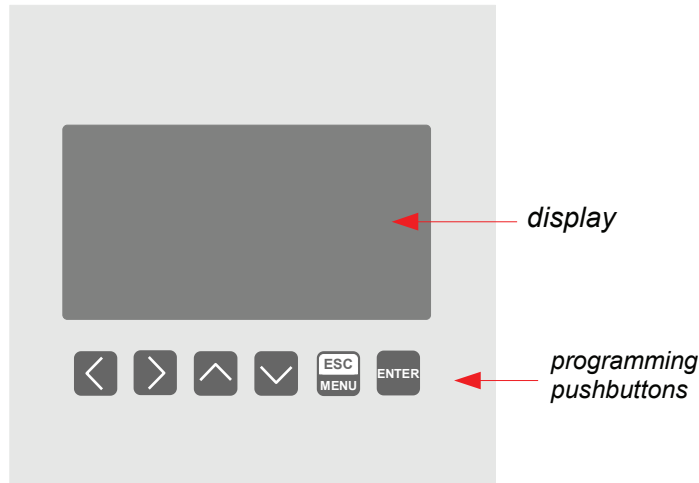 display
ESC
MENU
ENTER
programming
pushbuttons